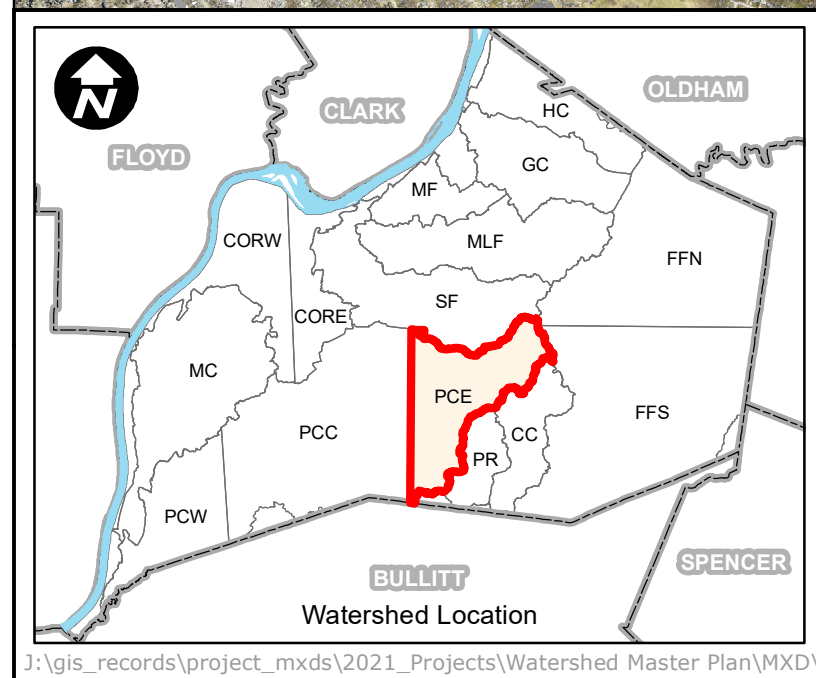 N
OLDHAM
HC
CLARK
FLOYD
GC
MF
MLF
CORW
FFN
SF
CORE
MC
PCE
FFS
PCC
CC
PR
PCW
SPENCER
BULLITT
Watershed Location
J:\gis_records\project_mxds\2021_Projects\Watershed Master Plan\MXD\